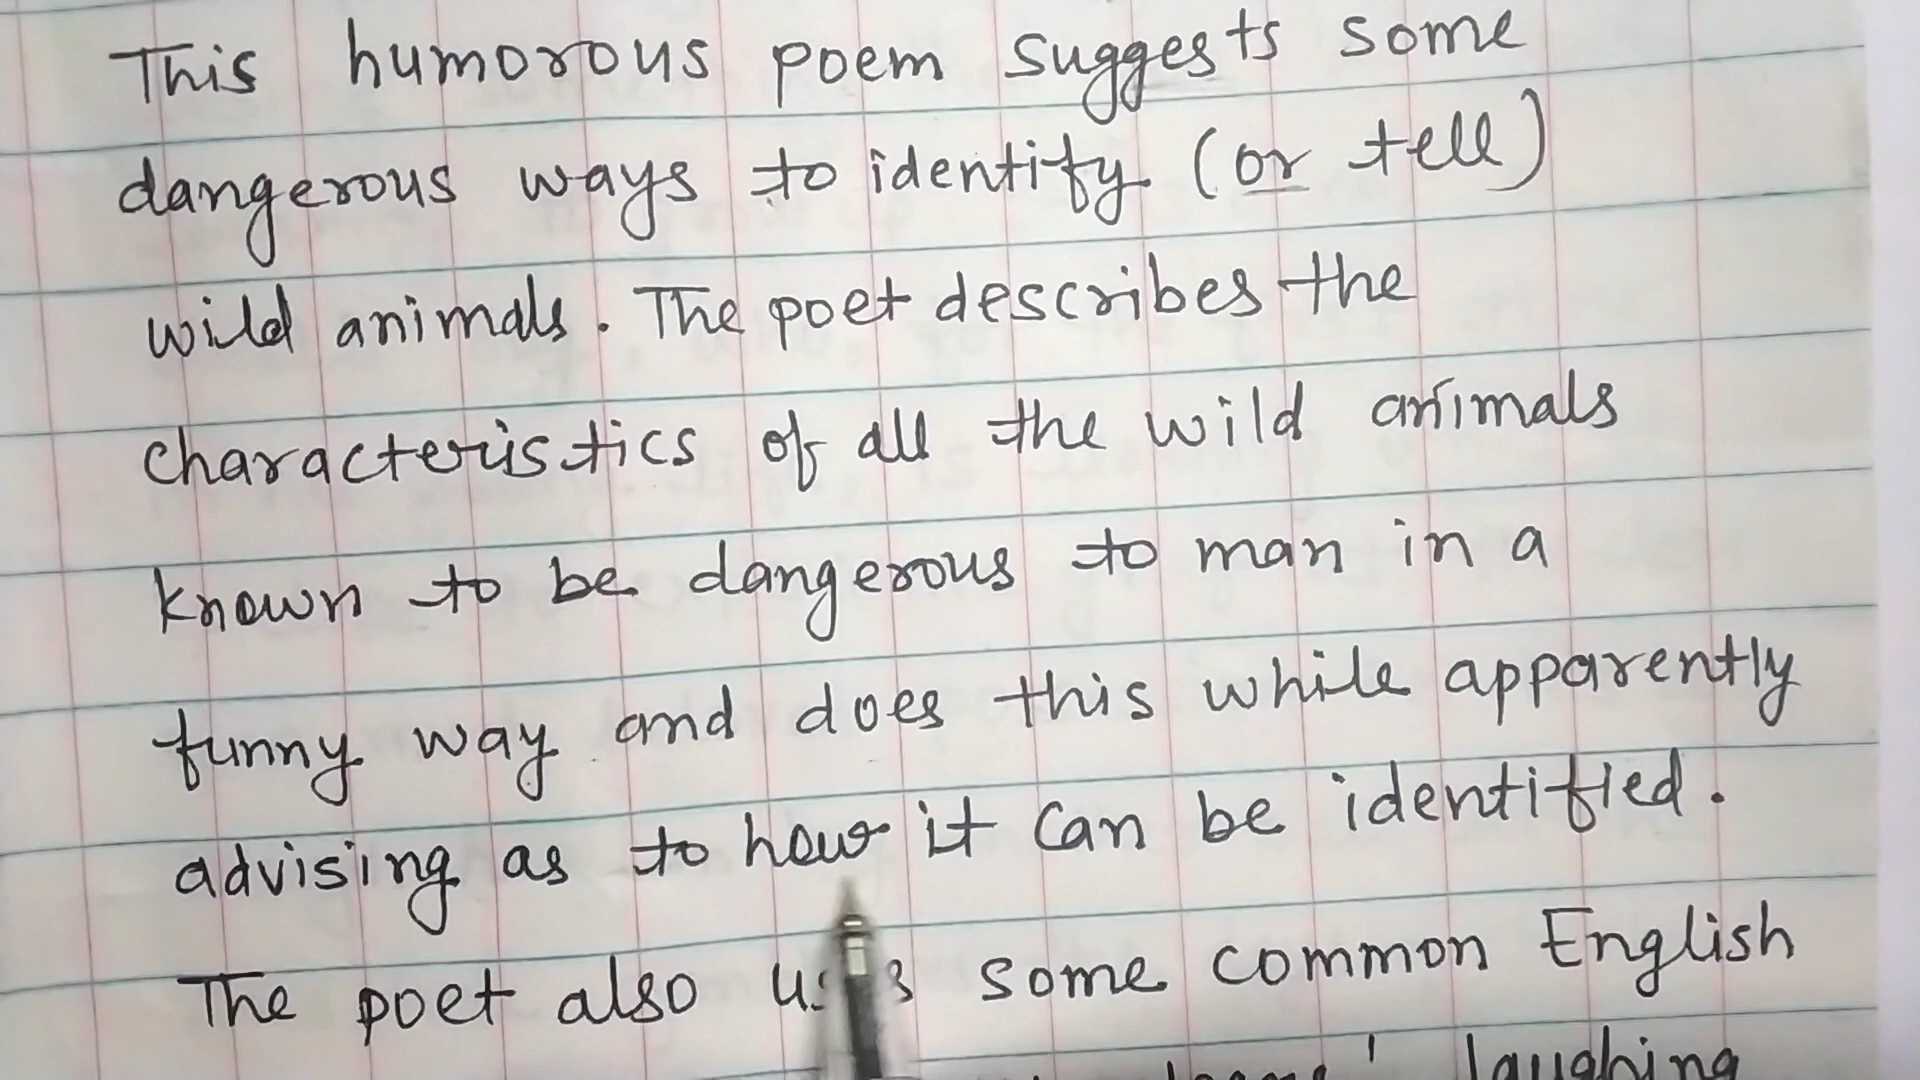 This humorous poem suggests some
dangerous ways to identify (or tell)
wild animals. The poet describes the
characteristics of all the wild animals
known to be dangerous to man in a
funny way and does this while apparently
advising as to how it can be identified.
The poet also some common English
laughing